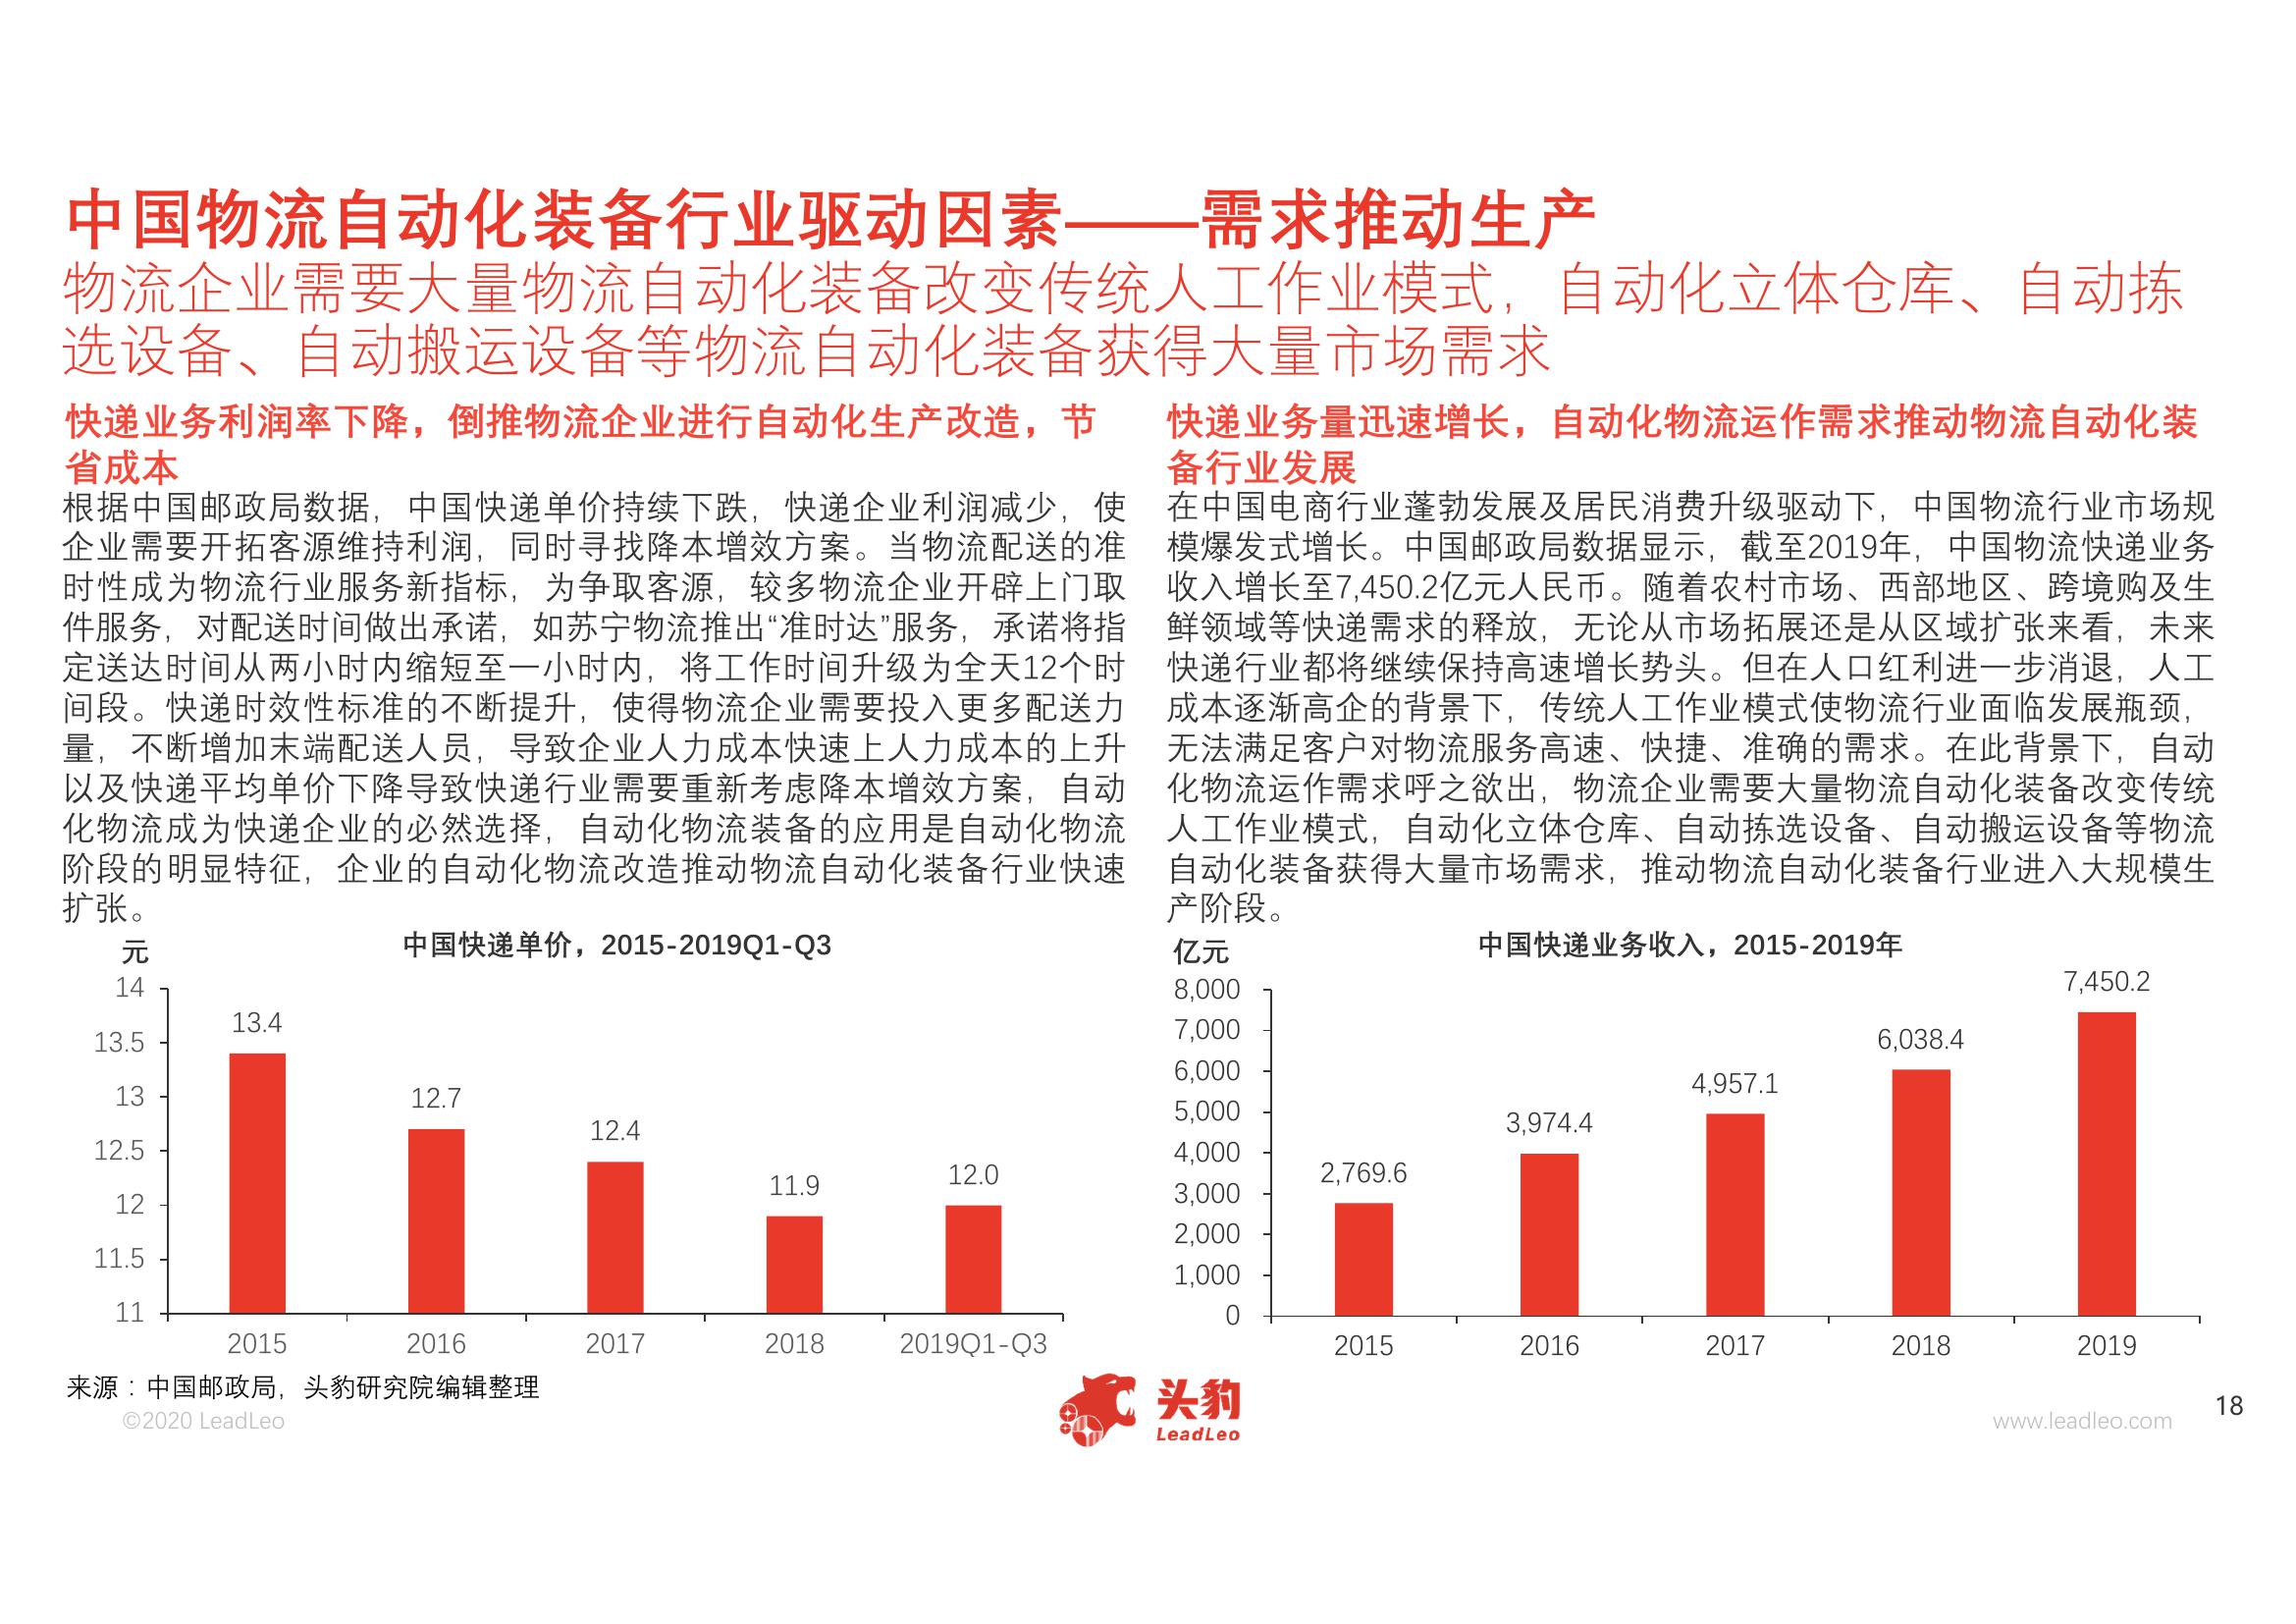 中国物流自动化装备行业驱动因素——需求推动生产
物流企业需要大量物流自动化装备改变传统人工作业模式，自动化立体仓库、自动拣
选设备、自动搬运设备等物流自动化装备获得大量市场需求
快递业务利润率下降，倒推物流企业进行自动化生产改造，节
省成本
根据中国邮政局数据，中国快递单价持续下跌，快递企业利润减少，使
企业需要开拓客源维持利润，同时寻找降本增效方案。当物流配送的准
时性成为物流行业服务新指标，为争取客源，较多物流企业开辟上门取
件服务，对配送时间做出承诺，如苏宁物流推出“准时达”服务，承诺将指
定送达时间从两小时内缩短至一小时内，将工作时间升级为全天12个时
间段。快递时效性标准的不断提升，使得物流企业需要投入更多配送力
量，不断增加末端配送人员，导致企业人力成本快速上人力成本的上升
以及快递平均单价下降导致快递行业需要重新考虑降本增效方案，自动
化物流成为快递企业的必然选择，自动化物流装备的应用是自动化物流
阶段的明显特征，企业的自动化物流改造推动物流自动化装备行业快速
扩张。
快递业务量迅速增长，自动化物流运作需求推动物流自动化装
备行业发展
在中国电商行业蓬勃发展及居民消费升级驱动下，中国物流行业市场规
模爆发式增长。中国邮政局数据显示，截至2019年，中国物流快递业务
收入增长至7,450.2亿元人民币。随着农村市场、西部地区、跨境购及生
鲜领域等快递需求的释放，无论从市场拓展还是从区域扩张来看，未来
快递行业都将继续保持高速增长势头。但在人口红利进一步消退，人工
成本逐渐高企的背景下，传统人工作业模式使物流行业面临发展瓶颈，
无法满足客户对物流服务高速、快捷、准确的需求。在此背景下，自动
化物流运作需求呼之欲出，物流企业需要大量物流自动化装备改变传统
人工作业模式，自动化立体仓库、自动拣选设备、自动搬运设备等物流
自动化装备获得大量市场需求，推动物流自动化装备行业进入大规模生
产阶段。
元
中国快递单价，2015-2019Q1-Q3
14
13.5
13
12.5
12
11.5
11
13.4
12.7
12.4
11.9
12.0
2015
2016
2017
2018
2019Q1-Q3
亿元
中国快递业务收入，2015-2019年
8,000
7,000
6,000
5,000
4,000
3,000
2,000
1,000
0
2,769.6
3,974.4
4,957.1
6,038.4
7,450.2
2015
2016
2017
2018
2019
来源：中国邮政局，头豹研究院编辑整理
©2020 LeadLeo
头豹
LeadLeo
www.leadleo.com
18